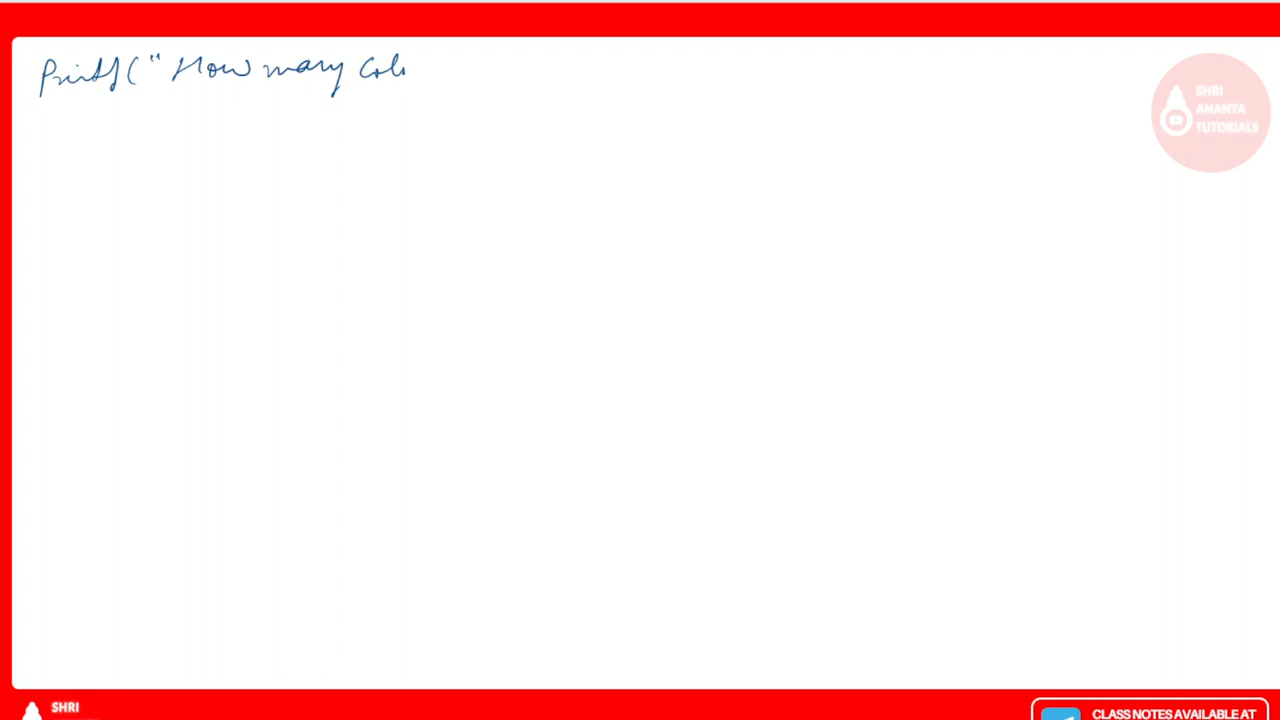 Printf(" How many Col
SHRI
ANANTA
TUTORIALS
SHRI
CLASS NOTES AVAILABLE AT